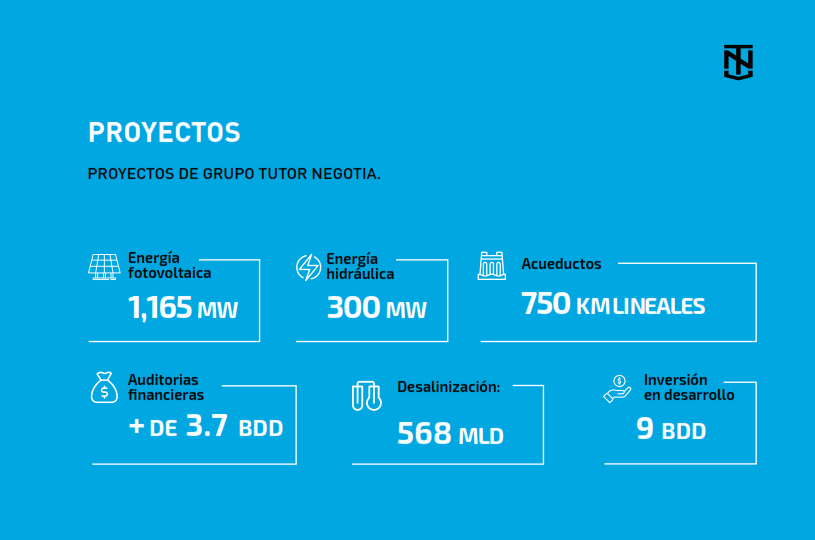 PROYECTOS
PROYECTOS DE GRUPO TUTOR NEGOTIA.
Energía
fotovoltaica
1,165 MW
Energía
hidráulica
300 MW
Acueductos
750 KM LINEALES
Auditorias
financieras
+ DE 3.7 BDD
Desalinización:
568 MLD
Inversión
en desarrollo
9 BDD